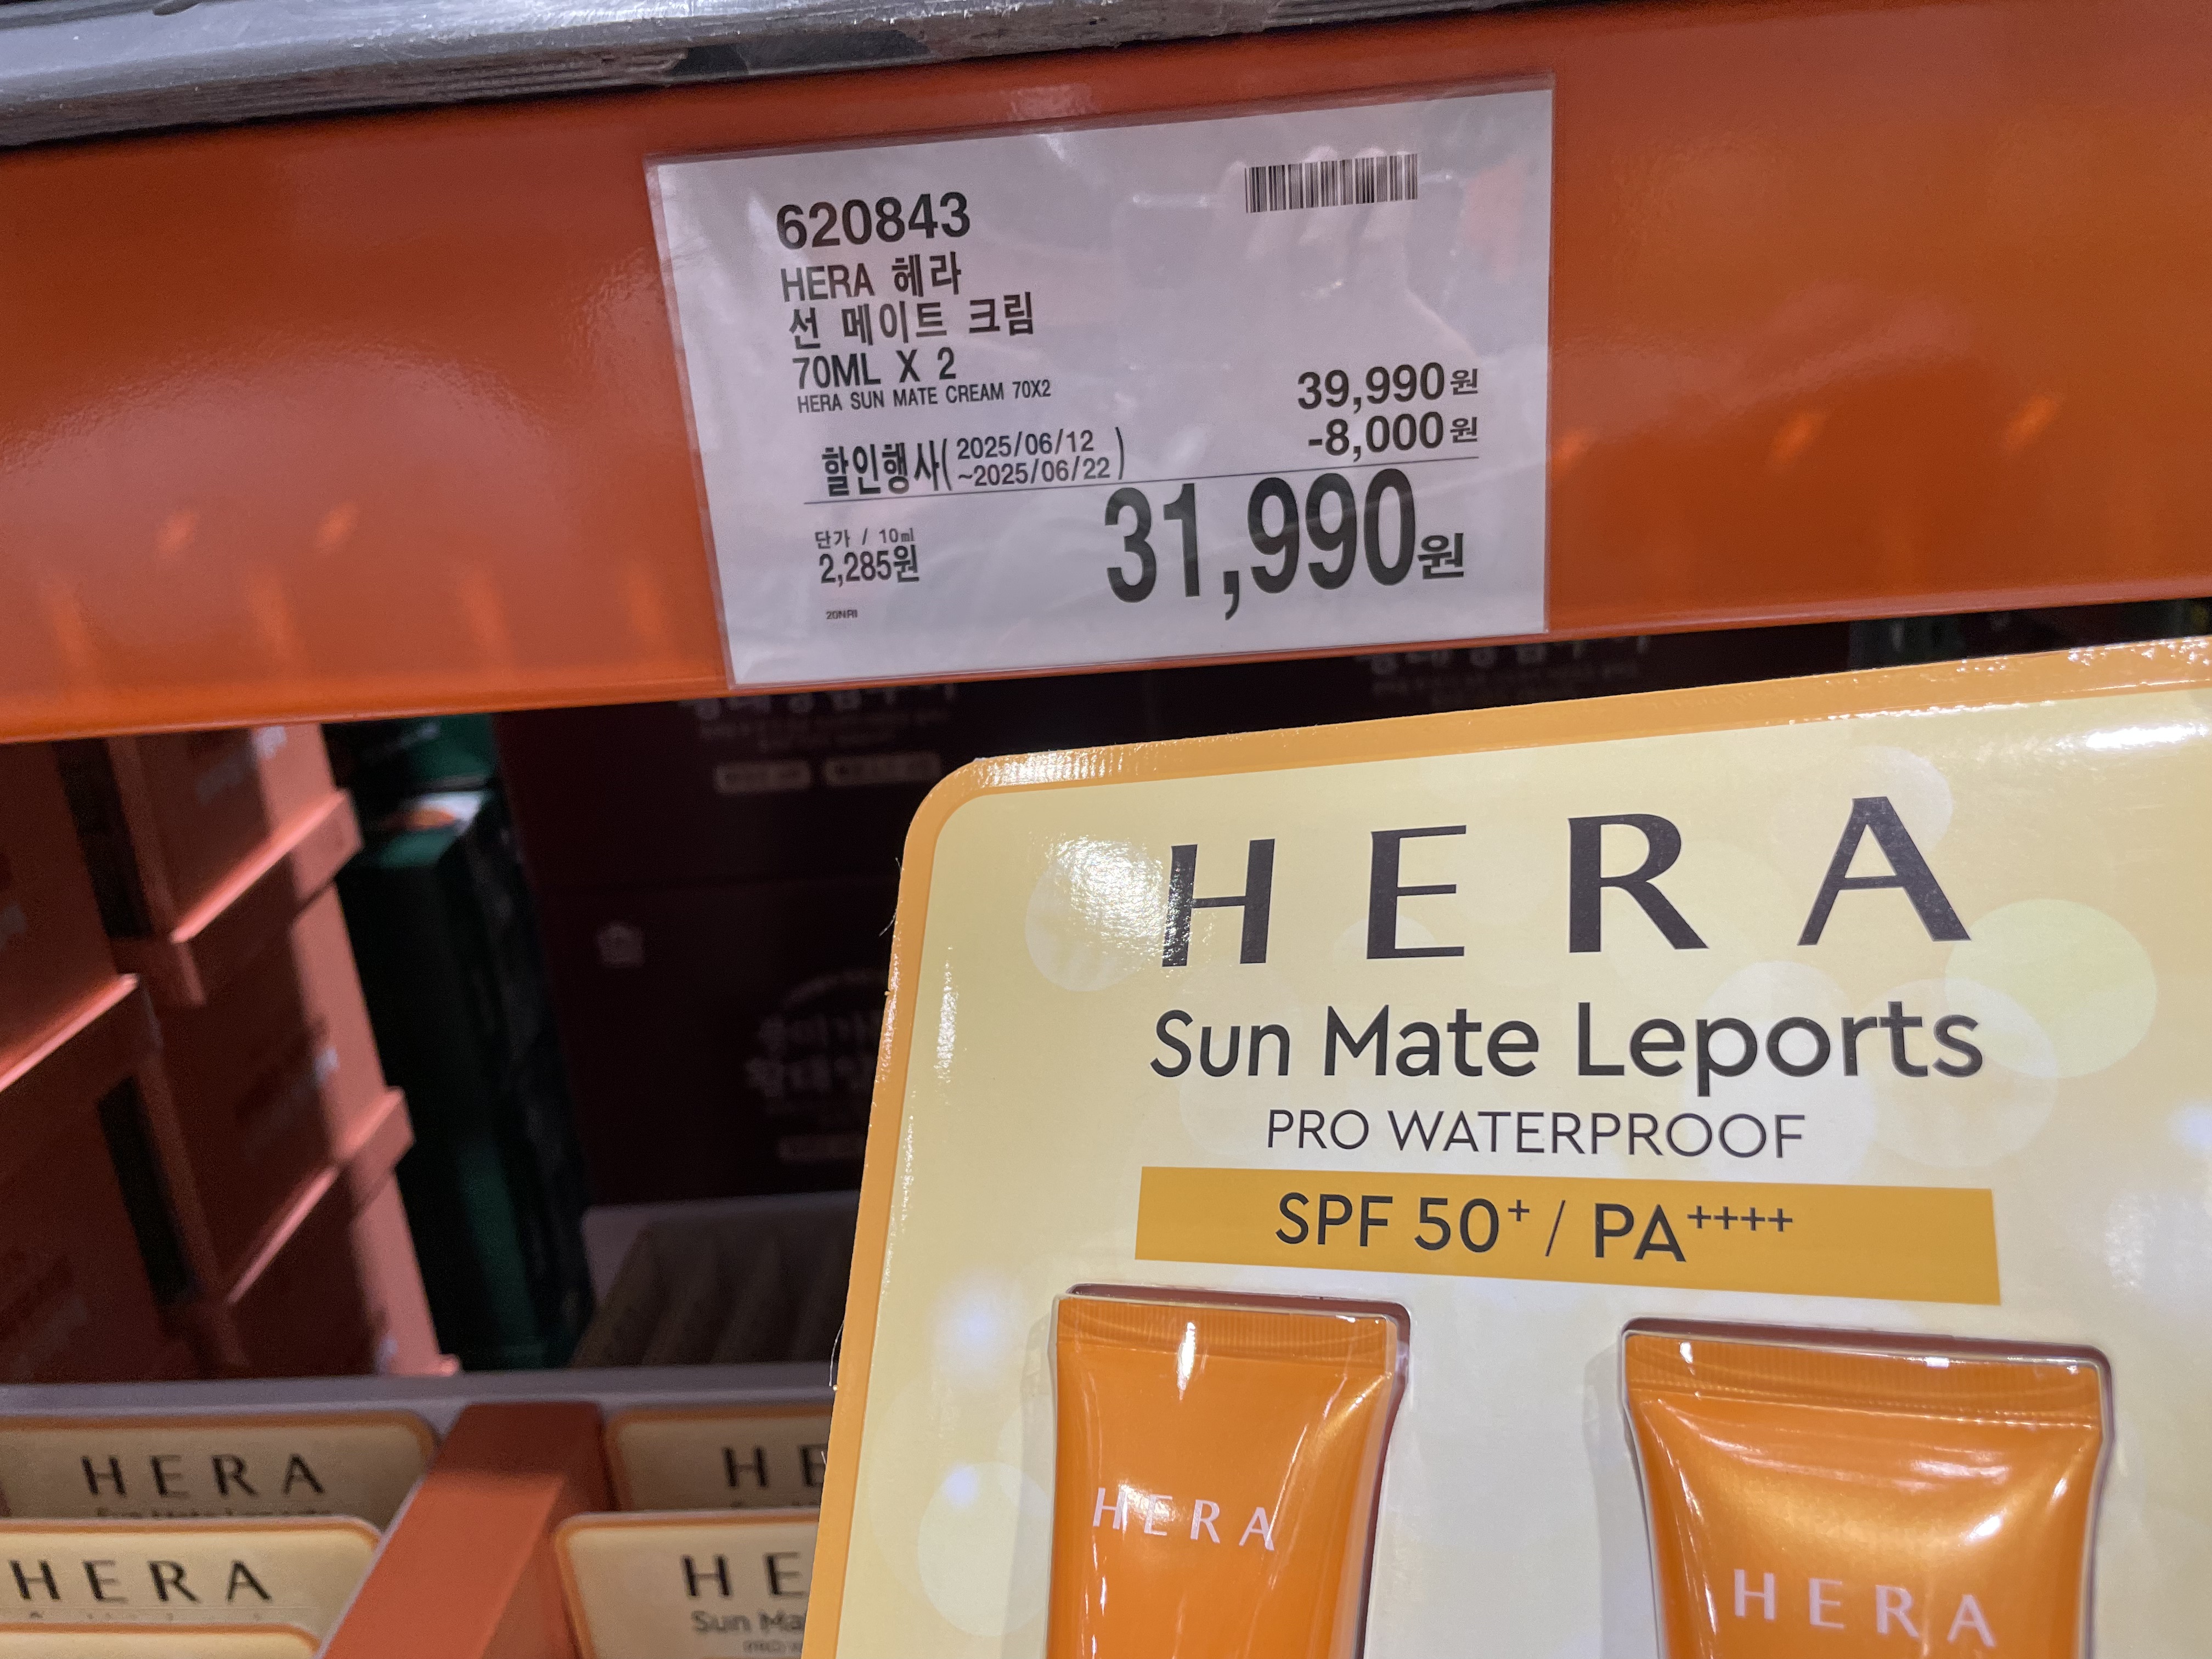 620843
HERA 헤라
선 메이트 크림
70ML X 2
HERA SUN MATE CREAM 70X2
39,990원
-8,000원
할인행사( 2025/06/12
~2025/06/22 )
31,990원
단가 / 10㎖
2,285원
20NRI
HERA
Sun Mate Leports
PRO WATERPROOF
SPF 50+ / PA++++
HERA
HERA
HERA
HE
HERA
HE
Sun Ma